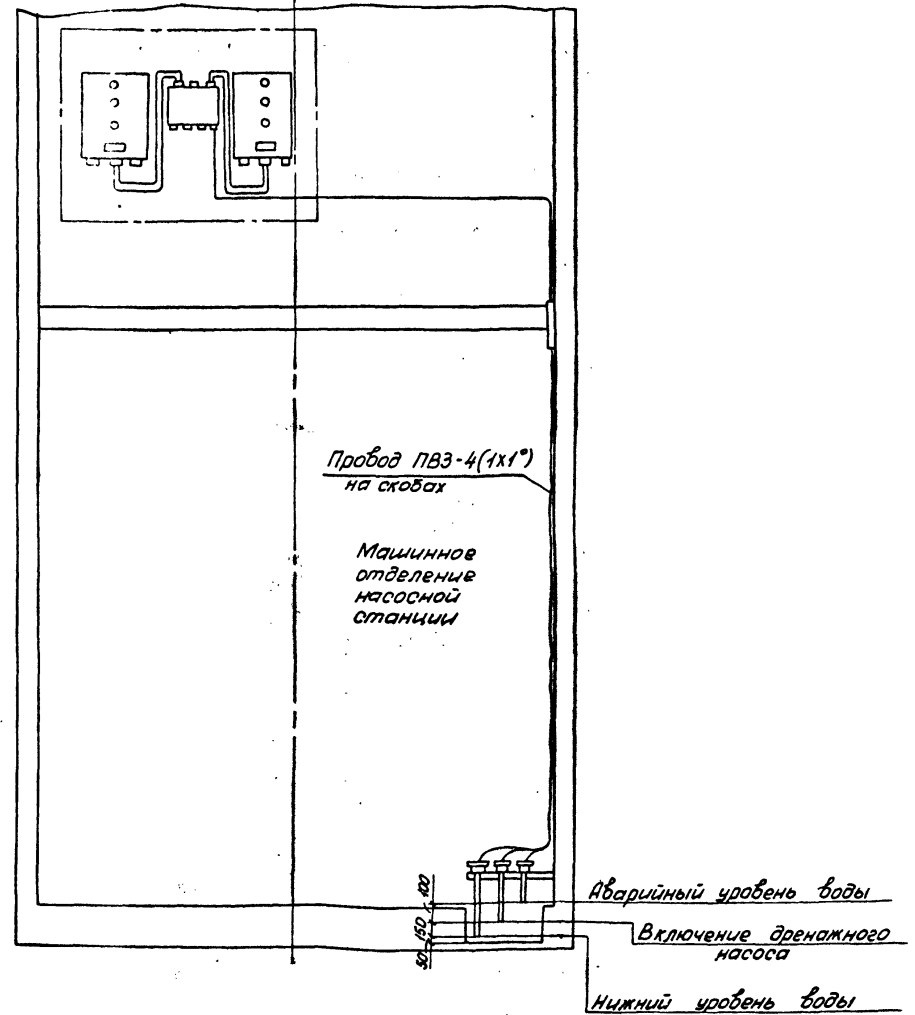 Провод ПВ3-4(1х1°)
на скобах
Машинное
отделение
насосной
станции
100
150
50
Аварийный уровень воды
Включение дренажного
насоса
Нижний уровень воды